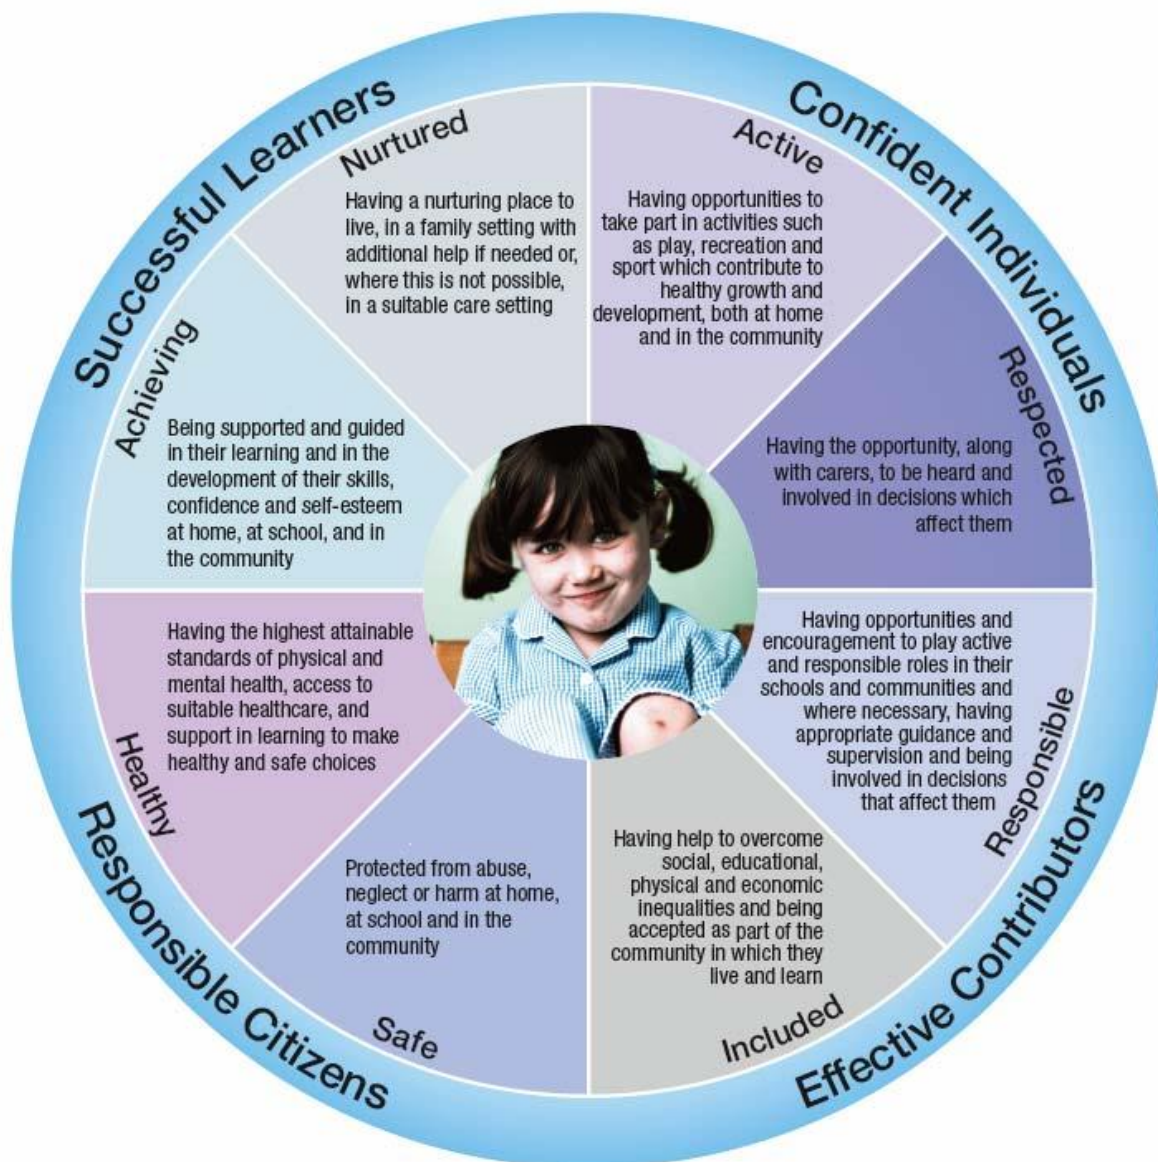 Successful Learners
Confident Individuals
Nurtured
Having a nurturing place to
live, in a family setting with
additional help if needed or,
where this is not possible,
in a suitable care setting
Active
Having opportunities to
take part in activities such
as play, recreation and
sport which contribute to
healthy growth and
development, both at home
and in the community
Achieving
Being supported and guided
in their learning and in the
development of their skills,
confidence and self-esteem
at home, at school, and in
the community
Respected
Having the opportunity, along
with carers, to be heard and
involved in decisions which
affect them
Healthy
Having the highest attainable
standards of physical and
mental health, access to
suitable healthcare, and
support in learning to make
healthy and safe choices
Responsible
Having opportunities and
encouragement to play active
and responsible roles in their
schools and communities and
where necessary, having
appropriate guidance and
supervision and being
involved in decisions
that affect them
Safe
Protected from abuse,
neglect or harm at home,
at school and in the
community
Included
Having help to overcome
social, educational,
physical and economic
inequalities and being
accepted as part of the
community in which they
live and learn
Responsible Citizens
Effective Contributors